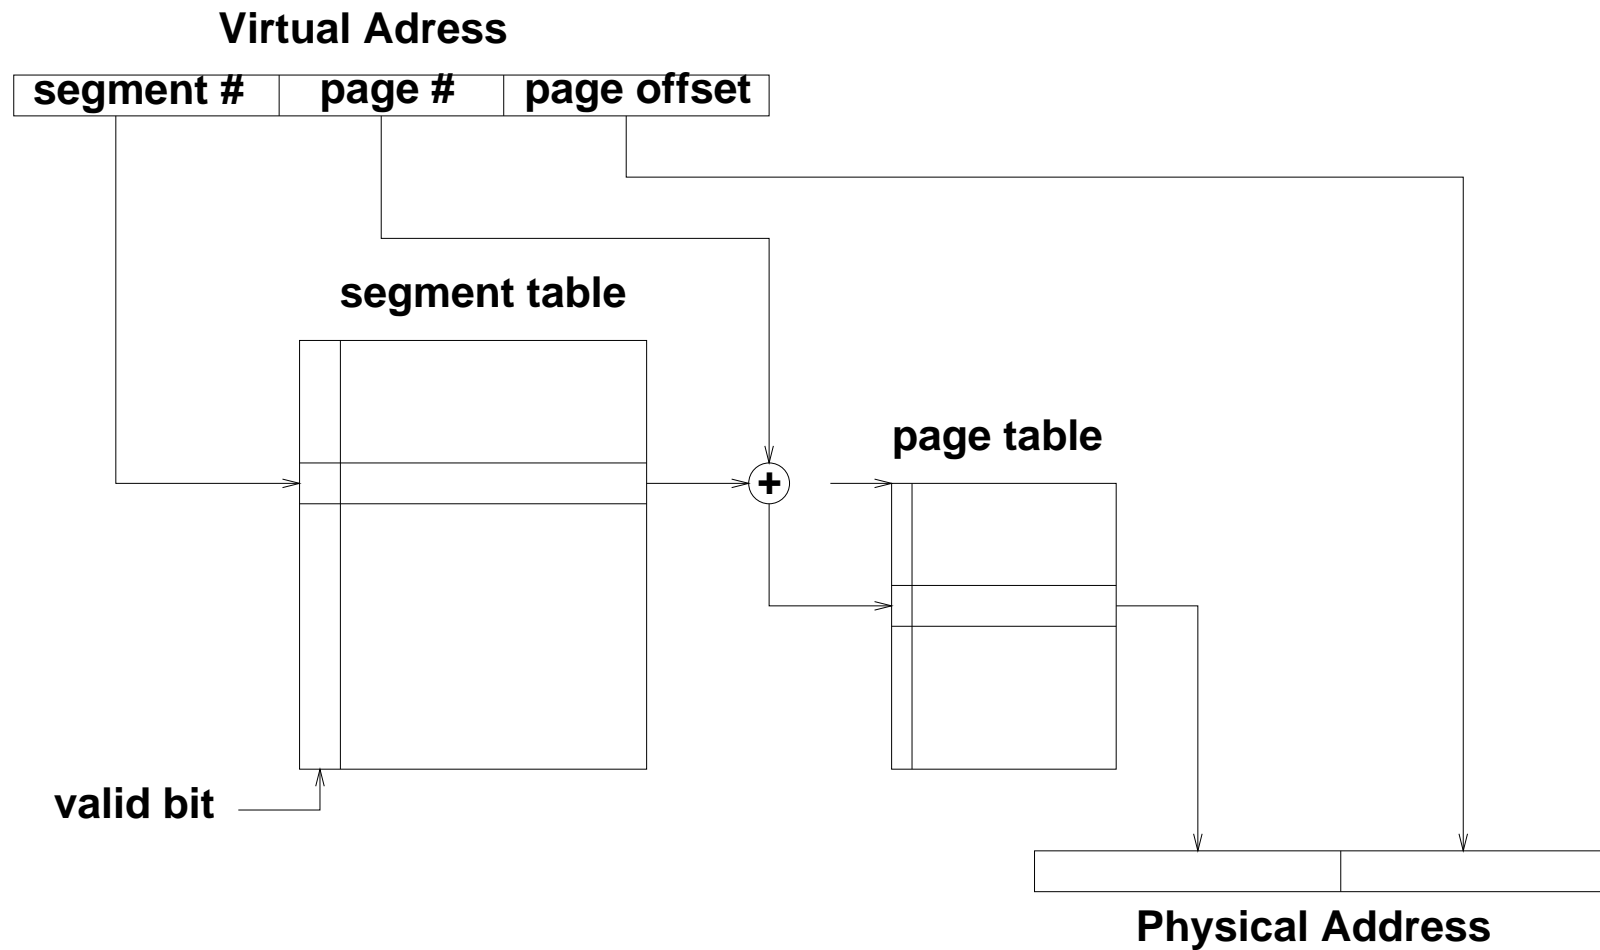 Virtual Adress
segment #
page #
page offset
segment table
page table
+
valid bit
Physical Address